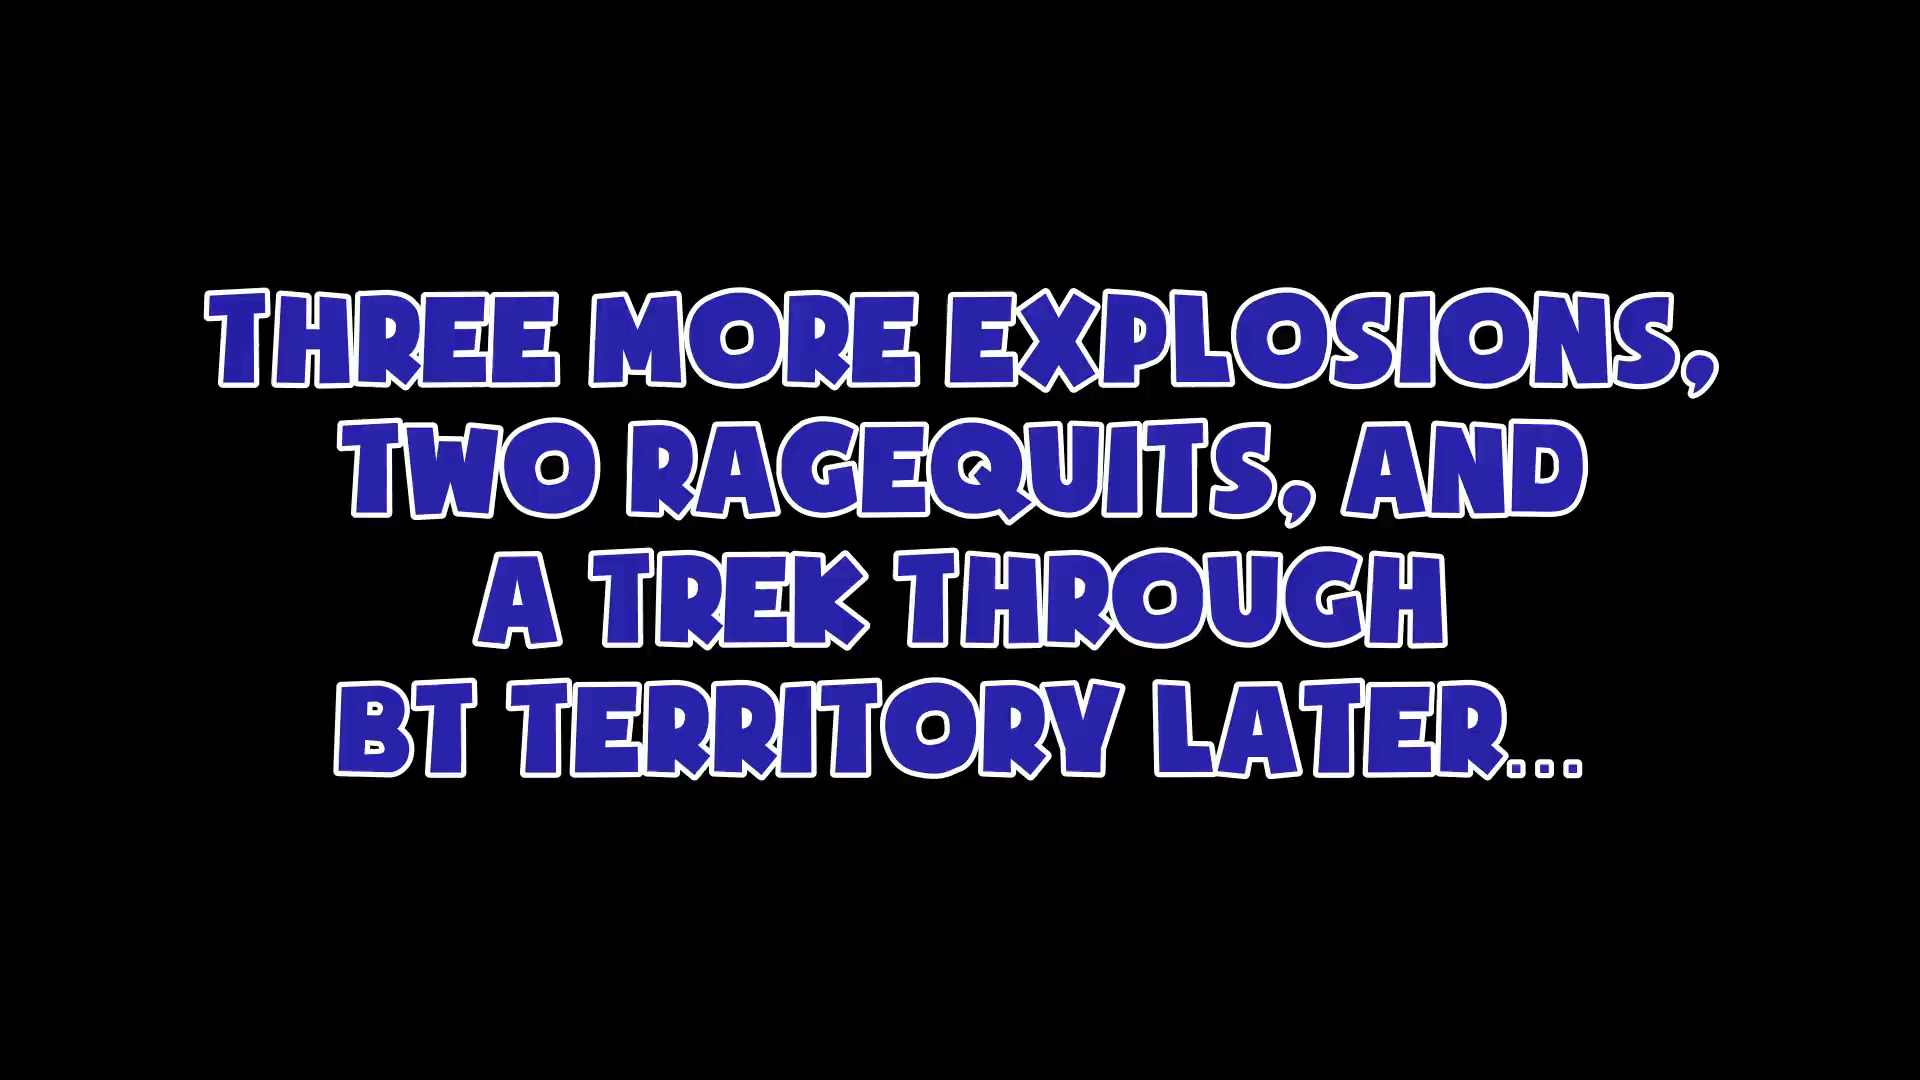 THREE MORE EXPLOSIONS,
TWO RAGEQUITS, AND
A TREK THROUGH
BT TERRITORY LATER...